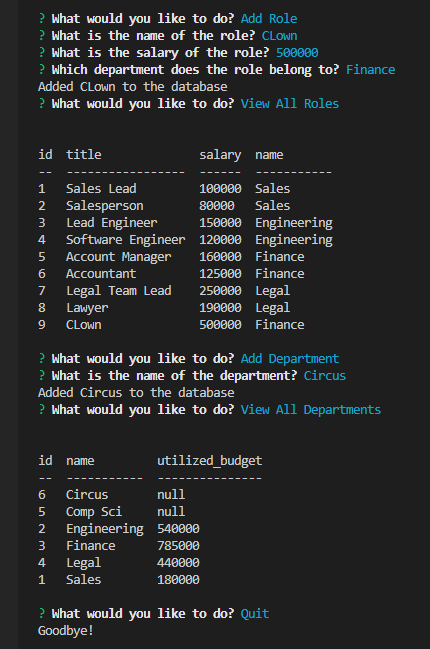 ? What would you like to do? Add Role
? What is the name of the role? CLown
? What is the salary of the role? 500000
? Which department does the role belong to? Finance
Added CLown to the database
? What would you like to do? View All Roles
id  title              salary  name
--  -----------------  ------  -----------
1   Sales Lead         100000  Sales
2   Salesperson        80000   Sales
3   Lead Engineer      150000  Engineering
4   Software Engineer  120000  Engineering
5   Account Manager    160000  Finance
6   Accountant         125000  Finance
7   Legal Team Lead    250000  Legal
8   Lawyer             190000  Legal
9   CLown              500000  Finance
? What would you like to do? Add Department
? What is the name of the department? Circus
Added Circus to the database
? What would you like to do? View All Departments
id  name         utilized_budget
--  -----------  ---------------
6   Circus       null
5   Comp Sci     null
2   Engineering  540000
3   Finance      785000
4   Legal        440000
1   Sales        180000
? What would you like to do? Quit
Goodbye!